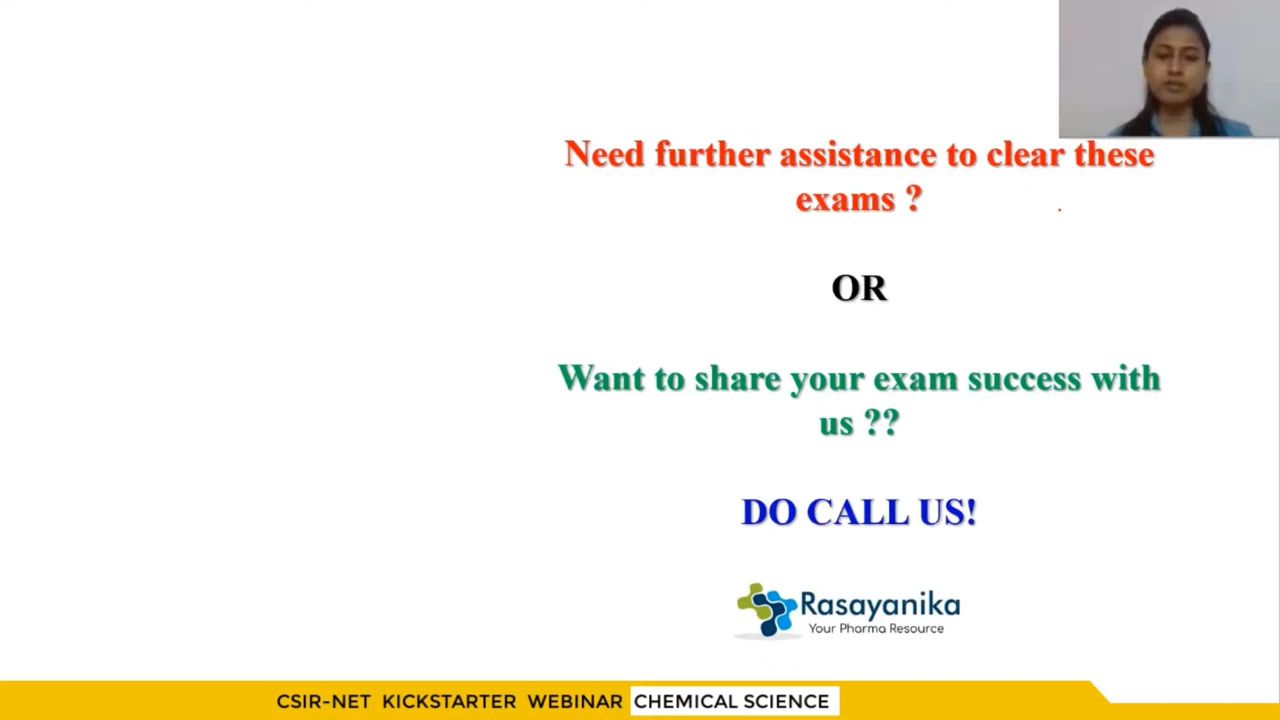 Need further assistance to clear these
exams ?
OR
Want to share your exam success with
us ??
DO CALL US!
Rasayanika
Your Pharma Resource
CSIR-NET KICKSTARTER WEBINAR CHEMICAL SCIENCE